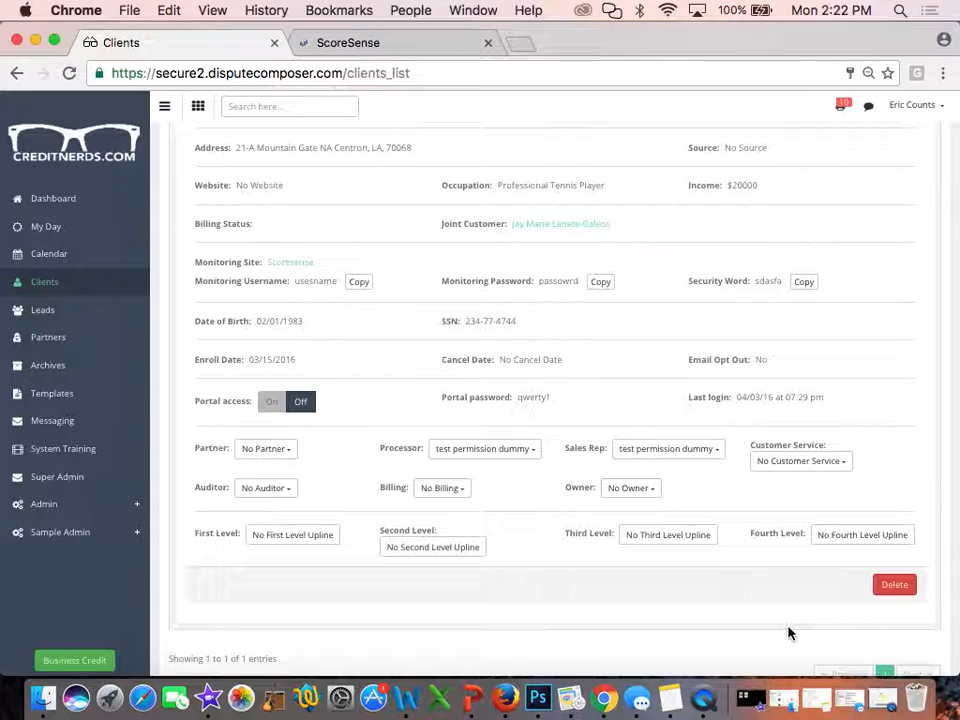 Chrome File Edit View History Bookmarks People Window Help 100% Mon 2:22 PM
Clients ScoreSense
https://secure2.disputecomposer.com/clients_list
CREDITNERDS.COM
Search here... 10 Eric Counts
Dashboard
My Day
Calendar
Clients
Leads
Partners
Archives
Templates
Messaging
System Training
Super Admin
Admin +
Sample Admin +
Business Credit
Address: 21-A Mountain Gate NA Centron, LA, 70068 Source: No Source
Website: No Website Occupation: Professional Tennis Player Income: $20000
Billing Status: Joint Customer: Jay Marie Lanete-Galeos
Monitoring Site: Scoresense
Monitoring Username: usesname Copy Monitoring Password: passowrd Copy Security Word: sdasfa Copy
Date of Birth: 02/01/1983 SSN: 234-77-4744
Enroll Date: 03/15/2016 Cancel Date: No Cancel Date Email Opt Out: No
Portal access: On Off Portal password: qwerty1 Last login: 04/03/16 at 07:29 pm
Partner: No Partner Processor: test permission dummy Sales Rep: test permission dummy Customer Service: No Customer Service
Auditor: No Auditor Billing: No Billing Owner: No Owner
First Level: No First Level Upline Second Level: No Second Level Upline Third Level: No Third Level Upline Fourth Level: No Fourth Level Upline
Delete
Showing 1 to 1 of 1 entries